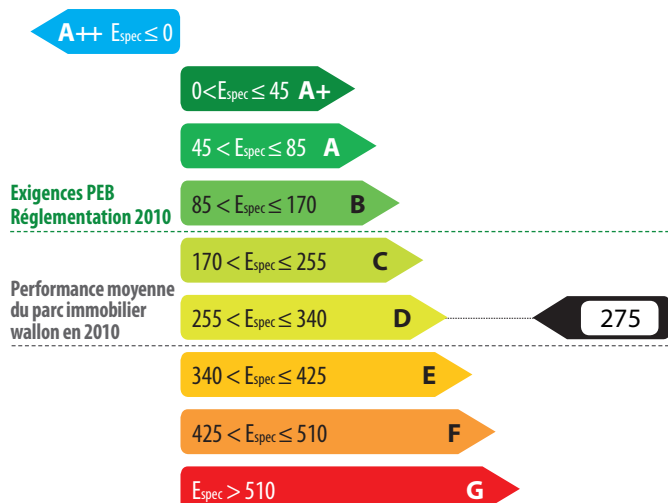 A++ Espec ≤ 0
0<Espec ≤ 45 A+
45 < Espec ≤ 85 A
Exigences PEB
Réglementation 2010
85 < Espec ≤ 170 B
170 < Espec ≤ 255 C
Performance moyenne
du parc immobilier
wallon en 2010
255 < Espec ≤ 340 D
275
340 < Espec ≤ 425 E
425 < Espec ≤ 510 F
Espec > 510 G